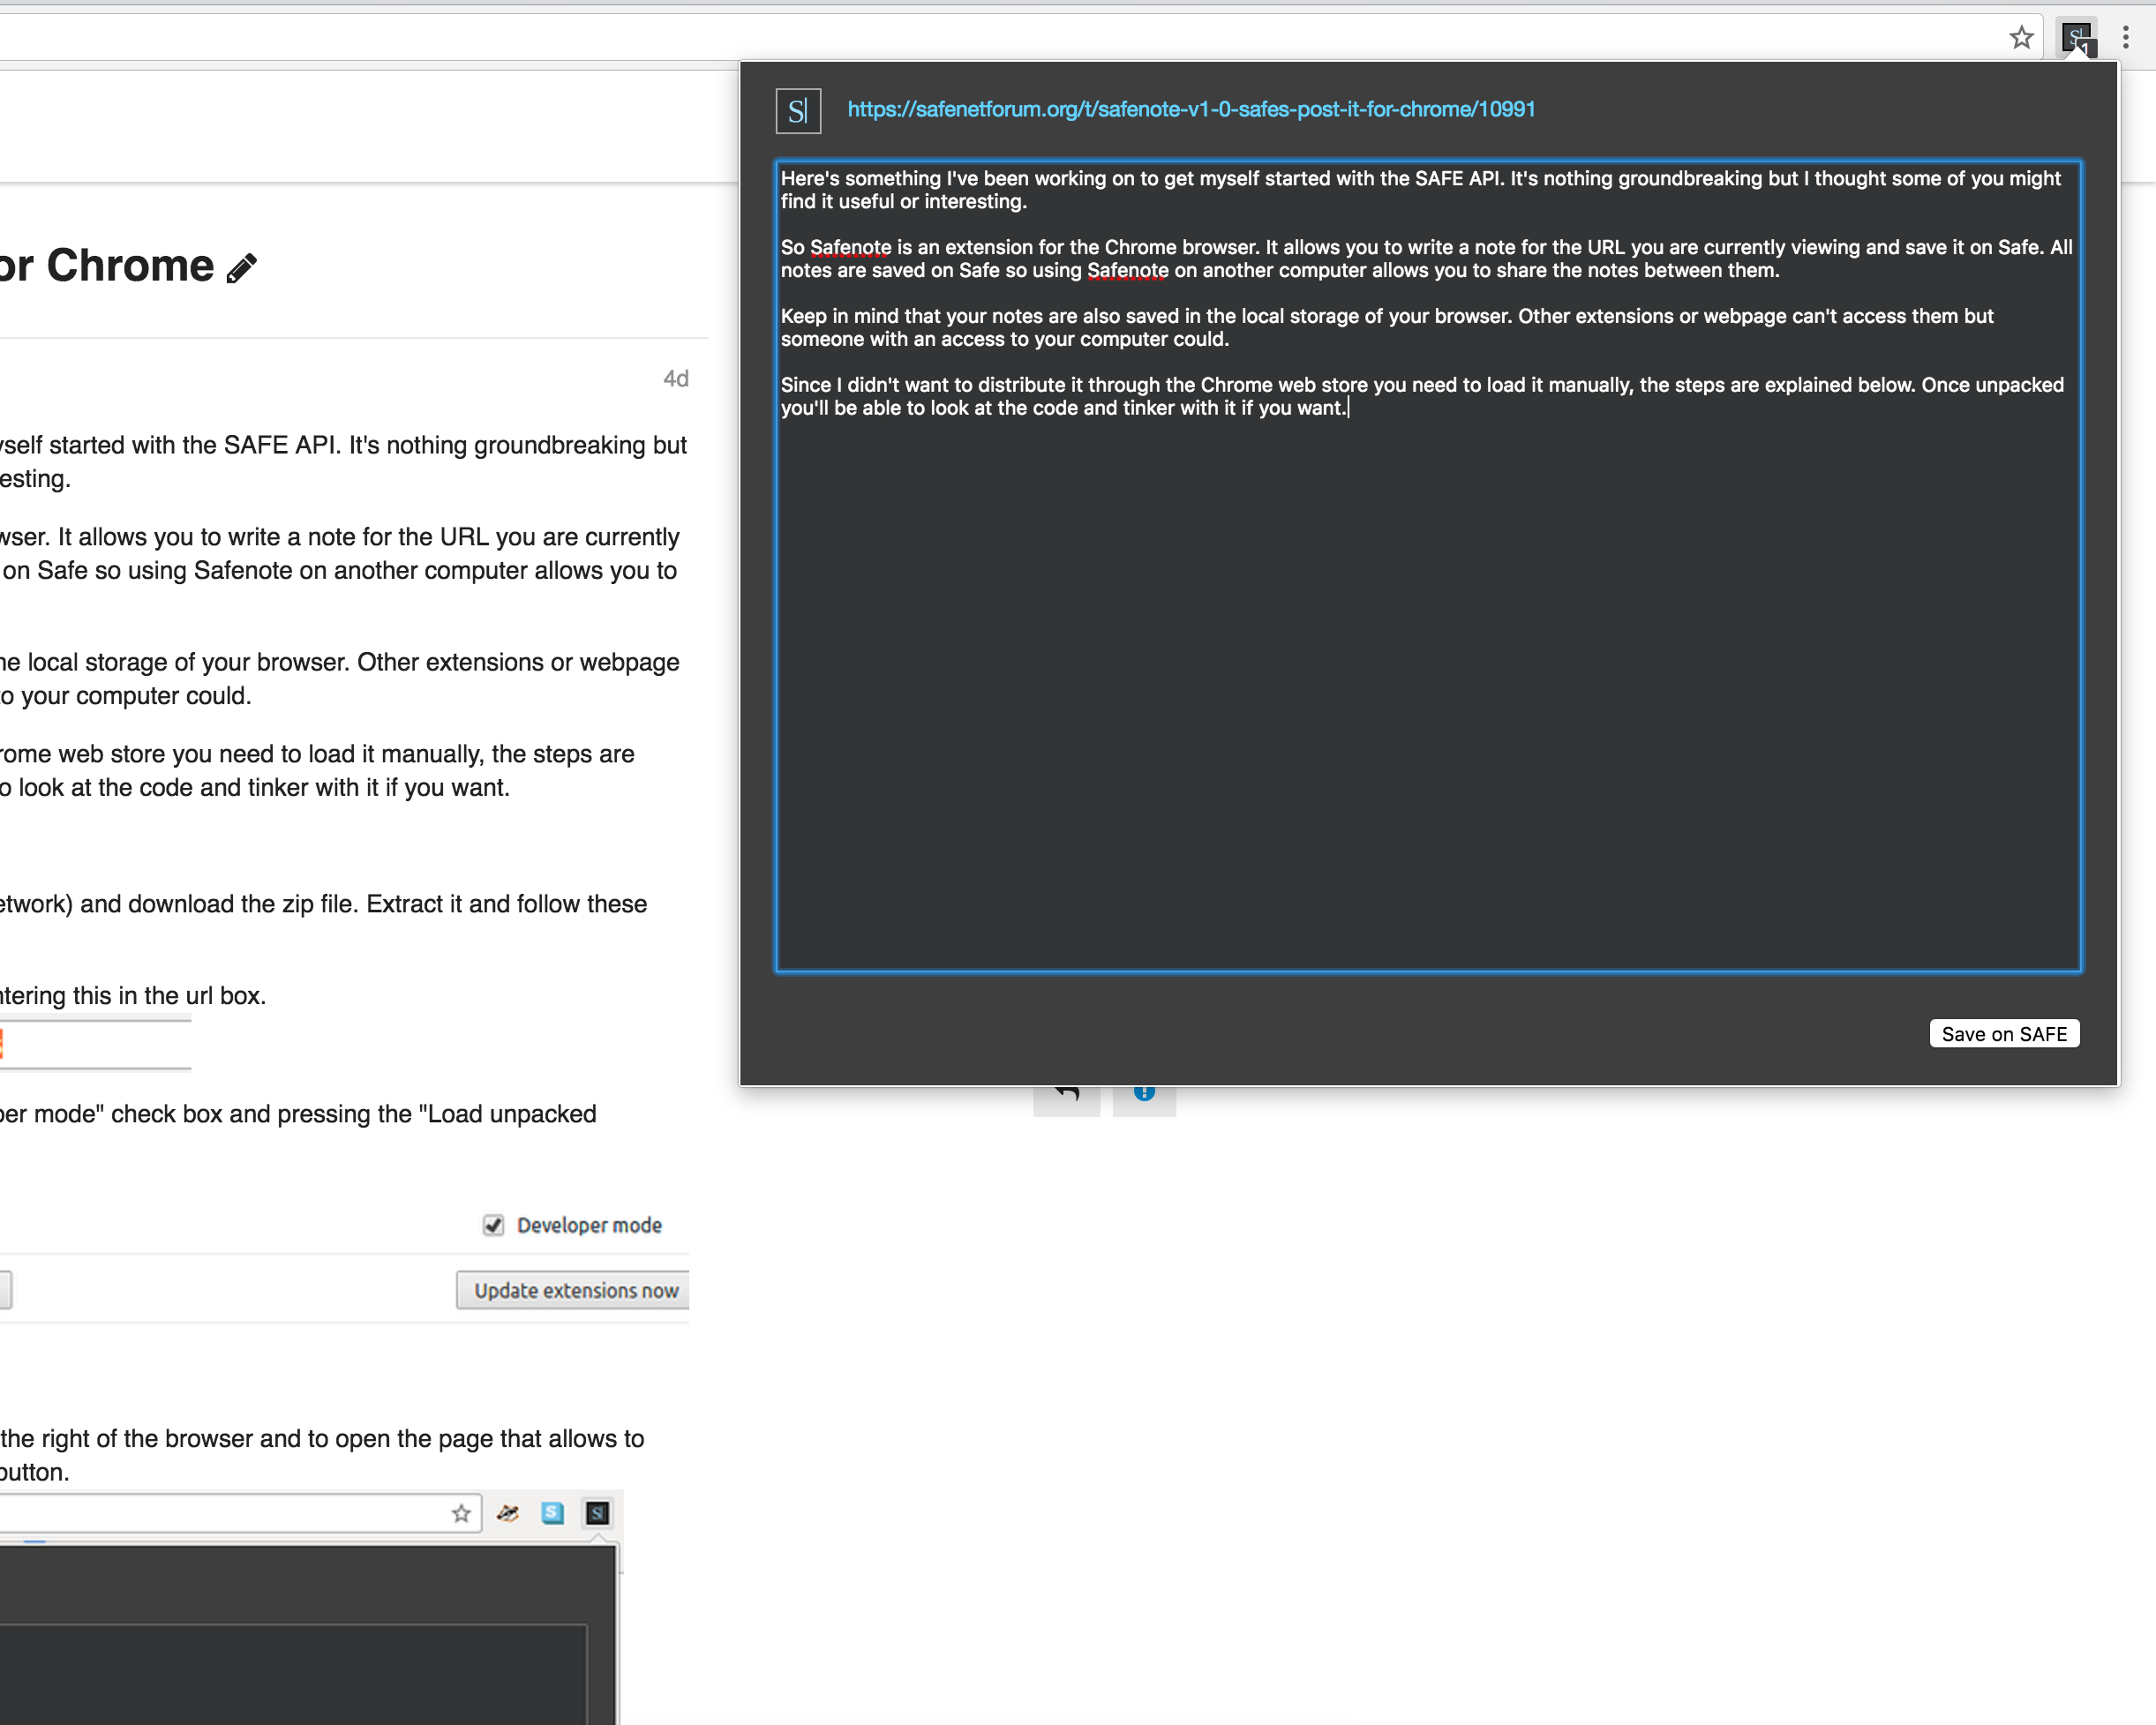 S
1
S
https://safenetforum.org/t/safenote-v1-0-safes-post-it-for-chrome/10991
Here's something I've been working on to get myself started with the SAFE API. It's nothing groundbreaking but I thought some of you might
find it useful or interesting.
So Safenote is an extension for the Chrome browser. It allows you to write a note for the URL you are currently viewing and save it on Safe. All
notes are saved on Safe so using Safenote on another computer allows you to share the notes between them.
Keep in mind that your notes are also saved in the local storage of your browser. Other extensions or webpage can't access them but
someone with an access to your computer could.
Since I didn't want to distribute it through the Chrome web store you need to load it manually, the steps are explained below. Once unpacked
you'll be able to look at the code and tinker with it if you want.
Save on SAFE
or Chrome
4d
yself started with the SAFE API. It's nothing groundbreaking but
esting.
wser. It allows you to write a note for the URL you are currently
on Safe so using Safenote on another computer allows you to
he local storage of your browser. Other extensions or webpage
to your computer could.
rome web store you need to load it manually, the steps are
o look at the code and tinker with it if you want.
etwork) and download the zip file. Extract it and follow these
ntering this in the url box.
per mode" check box and pressing the "Load unpacked
Developer mode
Update extensions now
the right of the browser and to open the page that allows to
button.
S
S